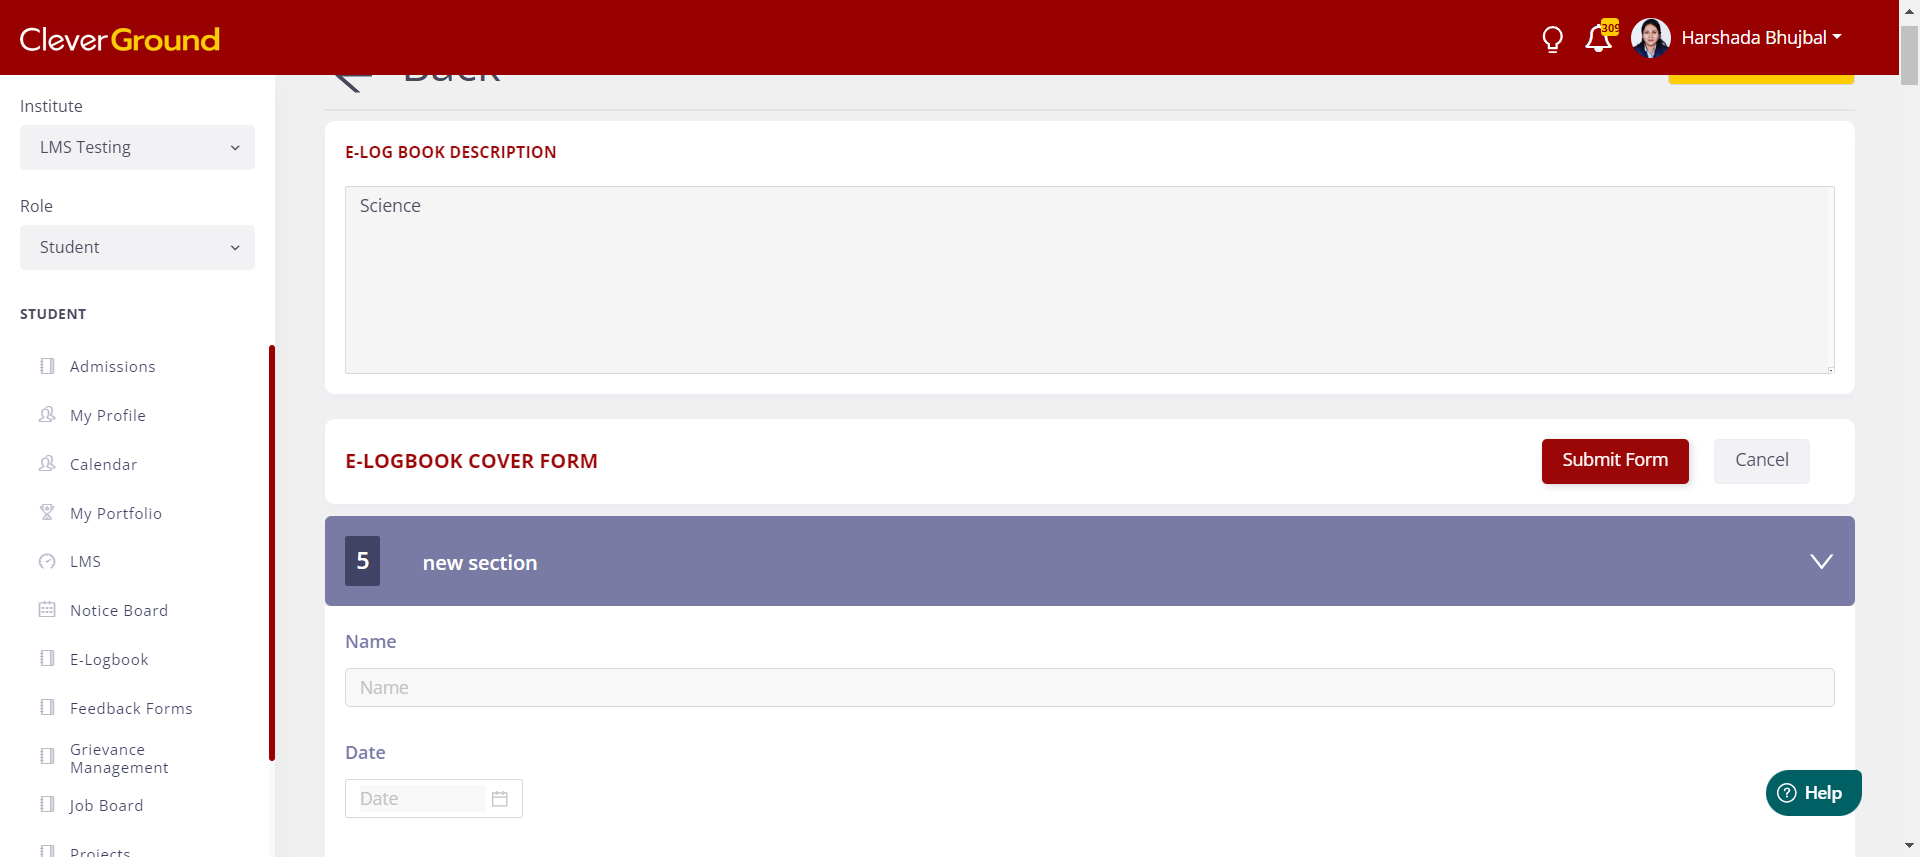 CleverGround
309
Harshada Bhujbal
Back
Institute
LMS Testing
Role
Student
STUDENT
Admissions
My Profile
Calendar
My Portfolio
LMS
Notice Board
E-Logbook
Feedback Forms
Grievance
Management
Job Board
Projects
E-LOG BOOK DESCRIPTION
Science
E-LOGBOOK COVER FORM
Submit Form
Cancel
5
new section
Name
Name
Date
Date
? Help